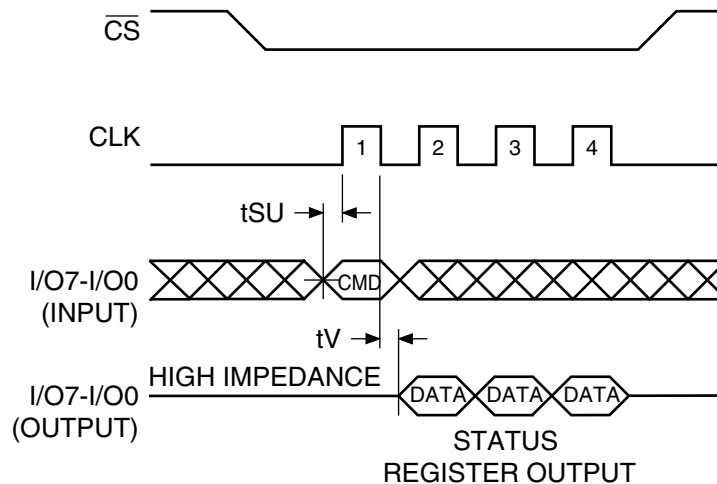 CS
CLK
1 2 3 4
tSU
I/O7-I/O0
(INPUT)
CMD
tV
HIGH IMPEDANCE
I/O7-I/O0
(OUTPUT)
DATA DATA DATA
STATUS
REGISTER OUTPUT